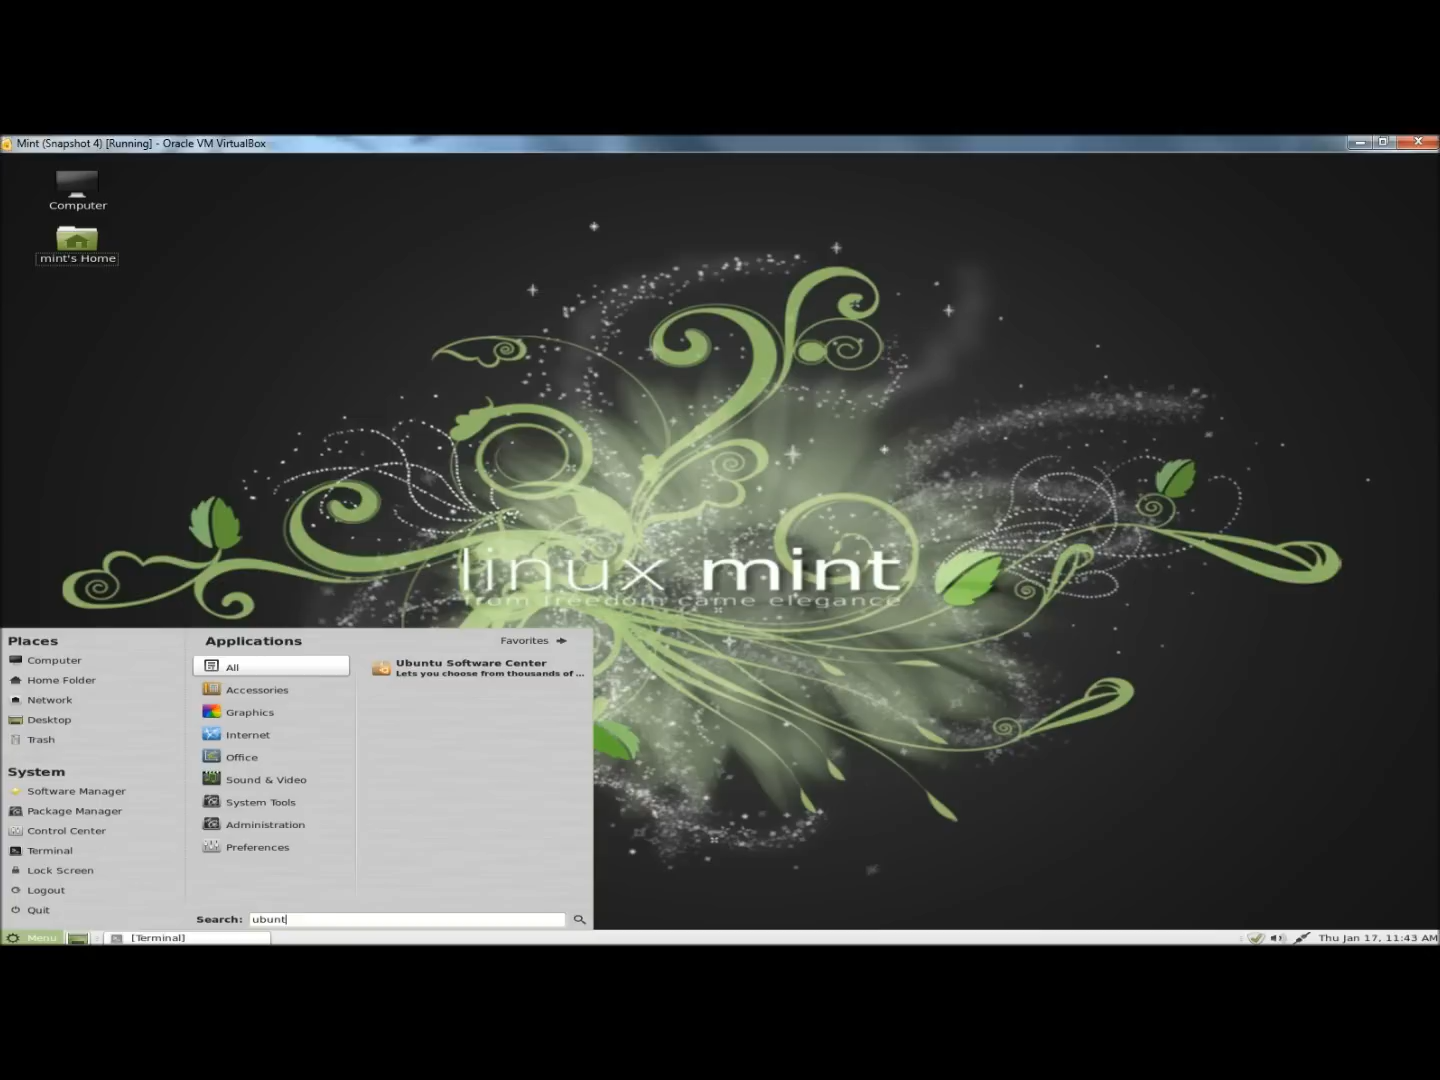 Mint (Snapshot 4) [Running] - Oracle VM VirtualBox
Computer
mint's Home
linux mint
from freedom came elegance
Places
Computer
Home Folder
Network
Desktop
Trash
System
Software Manager
Package Manager
Control Center
Terminal
Lock Screen
Logout
Quit
Applications
Favorites
All
Accessories
Graphics
Internet
Office
Sound & Video
System Tools
Administration
Preferences
Ubuntu Software Center
Lets you choose from thousands of ...
Search: ubunt
Menu
[Terminal]
Thu Jan 17, 11:43 AM